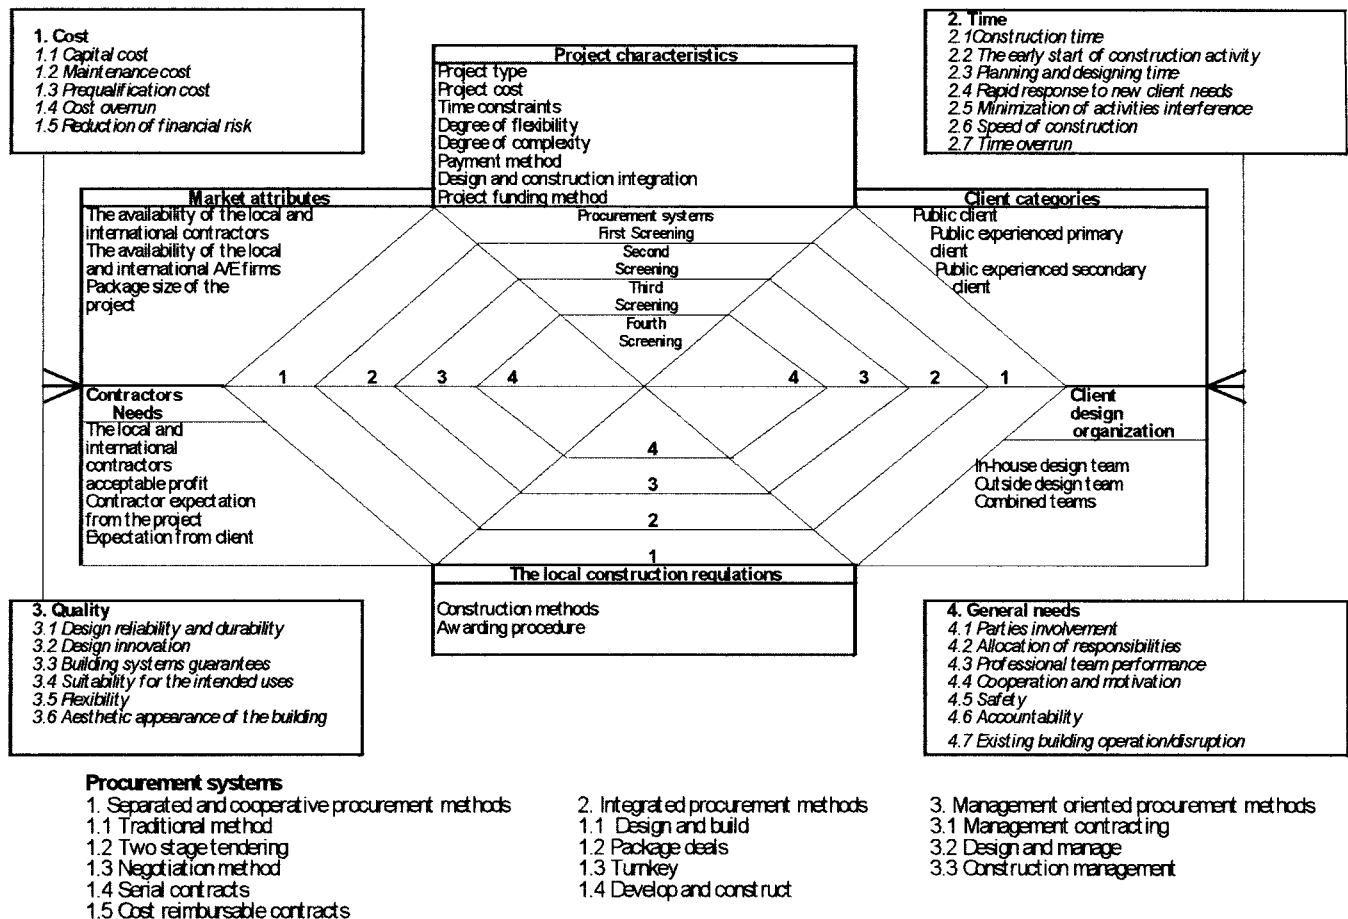 1. Cost
1.1 Capital cost
1.2 Maintenance cost
1.3 Prequalification cost
1.4 Cost overrun
1.5 Reduction of financial risk
Project characteristics
Project type
Project cost
Time constraints
Degree of flexibility
Degree of complexity
Payment method
Design and construction integration
Project funding method
2. Time
2.1Construction time
2.2 The early start of construction activity
2.3 Planning and designing time
2.4 Rapid response to new client needs
2.5 Minimization of activities interference
2.6 Speed of construction
2.7 Time overrun
Market attributes
The availability of the local and
international contractors
The availability of the local
and international A/E firms
Package size of the
project
Procurement systems
First Screening
Second
Screening
Third
Screening
Fourth
Screening
Client categories
Public client
Public experienced primary
client
Public experienced secondary
client
1 2 3 4 4 3 2 1
Contractors
Needs
The local and
international
contractors
acceptable profit
Contractor expectation
from the project
Expectation from client
4
3
2
1
Client
design
organization
In-house design team
Outside design team
Combined teams
The local construction regulations
Construction methods
Awarding procedure
3. Quality
3.1 Design reliability and durability
3.2 Design innovation
3.3 Building systems guarantees
3.4 Suitability for the intended uses
3.5 Flexibility
3.6 Aesthetic appearance of the building
4. General needs
4.1 Parties involvement
4.2 Allocation of responsibilities
4.3 Professional team performance
4.4 Cooperation and motivation
4.5 Safety
4.6 Accountability
4.7 Existing building operation/disruption
Procurement systems
1. Separated and cooperative procurement methods
1.1 Traditional method
1.2 Two stage tendering
1.3 Negotiation method
1.4 Serial contracts
1.5 Cost reimbursable contracts
2. Integrated procurement methods
1.1 Design and build
1.2 Package deals
1.3 Turnkey
1.4 Develop and construct
3. Management oriented procurement methods
3.1 Management contracting
3.2 Design and manage
3.3 Construction management